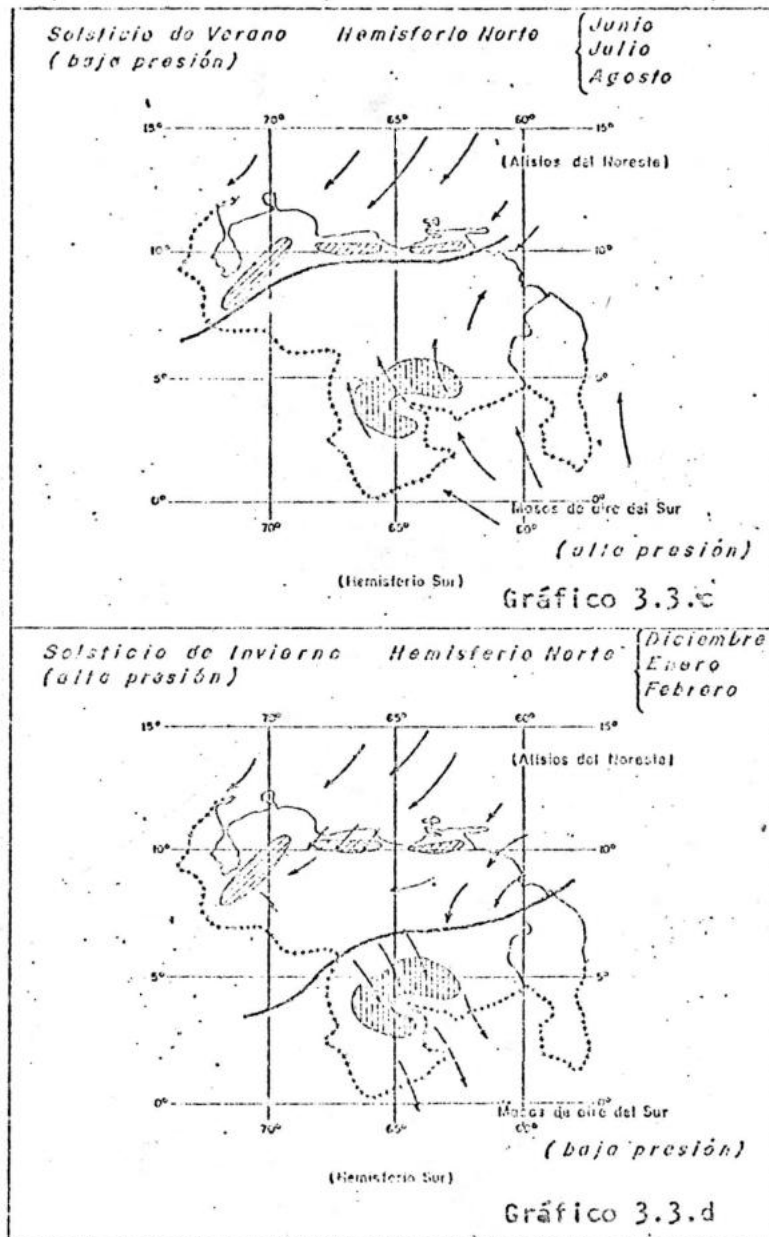 Solsticio de Verano Hemisferio Norte { Junio
(baja presión) Julio
Agosto
70° 65° 60°
15° 15°
(Alisios del Noreste)
10° 10°
5° 5°
0° 0°
Masas de aire del Sur
70° 65° 60°
(alta presión)
(Hemisferio Sur)
Gráfico 3.3.c
Solsticio de Invierno Hemisferio Norte { Diciembre
(alta presión) Enero
Febrero
70° 65° 60°
15° 15°
(Alisios del Noreste)
10° 10°
5° 5°
0° 0°
Masas de aire del Sur
70° 65° 60°
(baja presión)
(Hemisferio Sur)
Gráfico 3.3.d